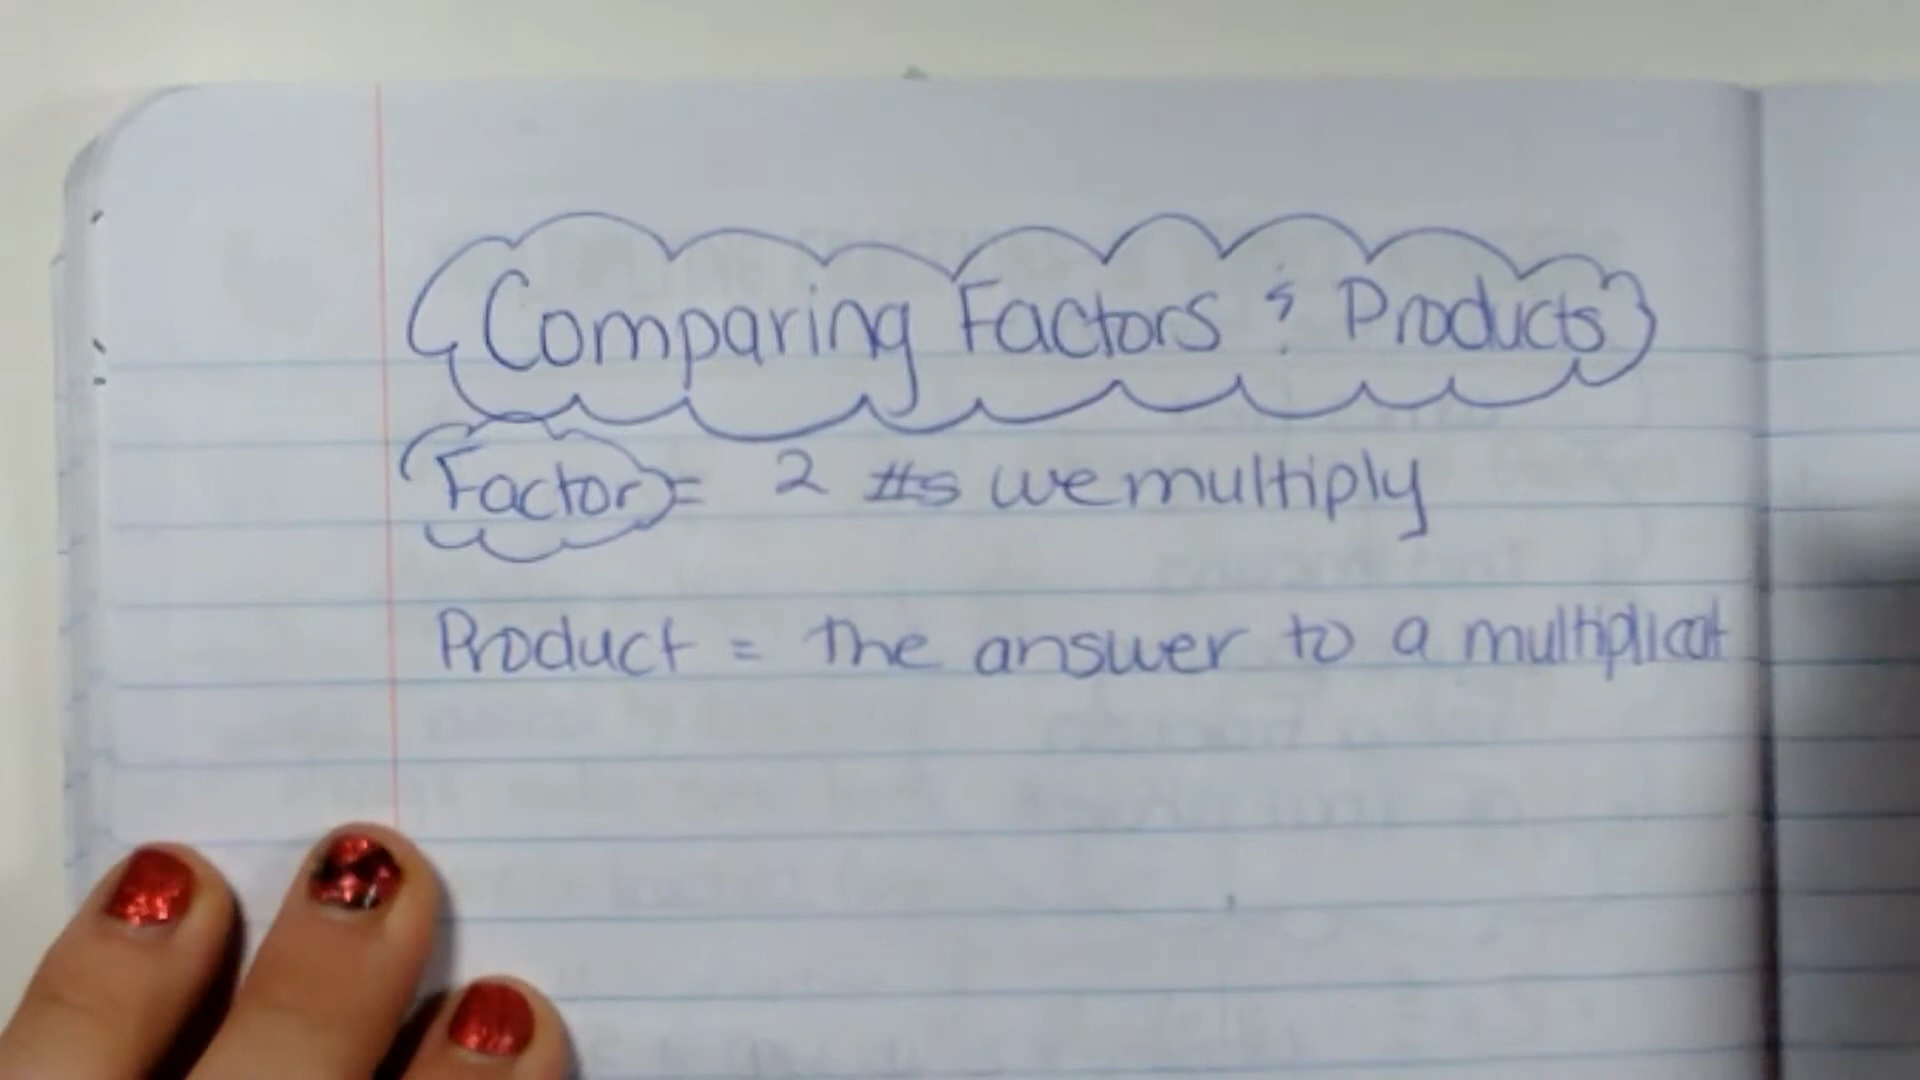 Comparing Factors & Products
Factor = 2 #s we multiply
Product = the answer to a multiplicat